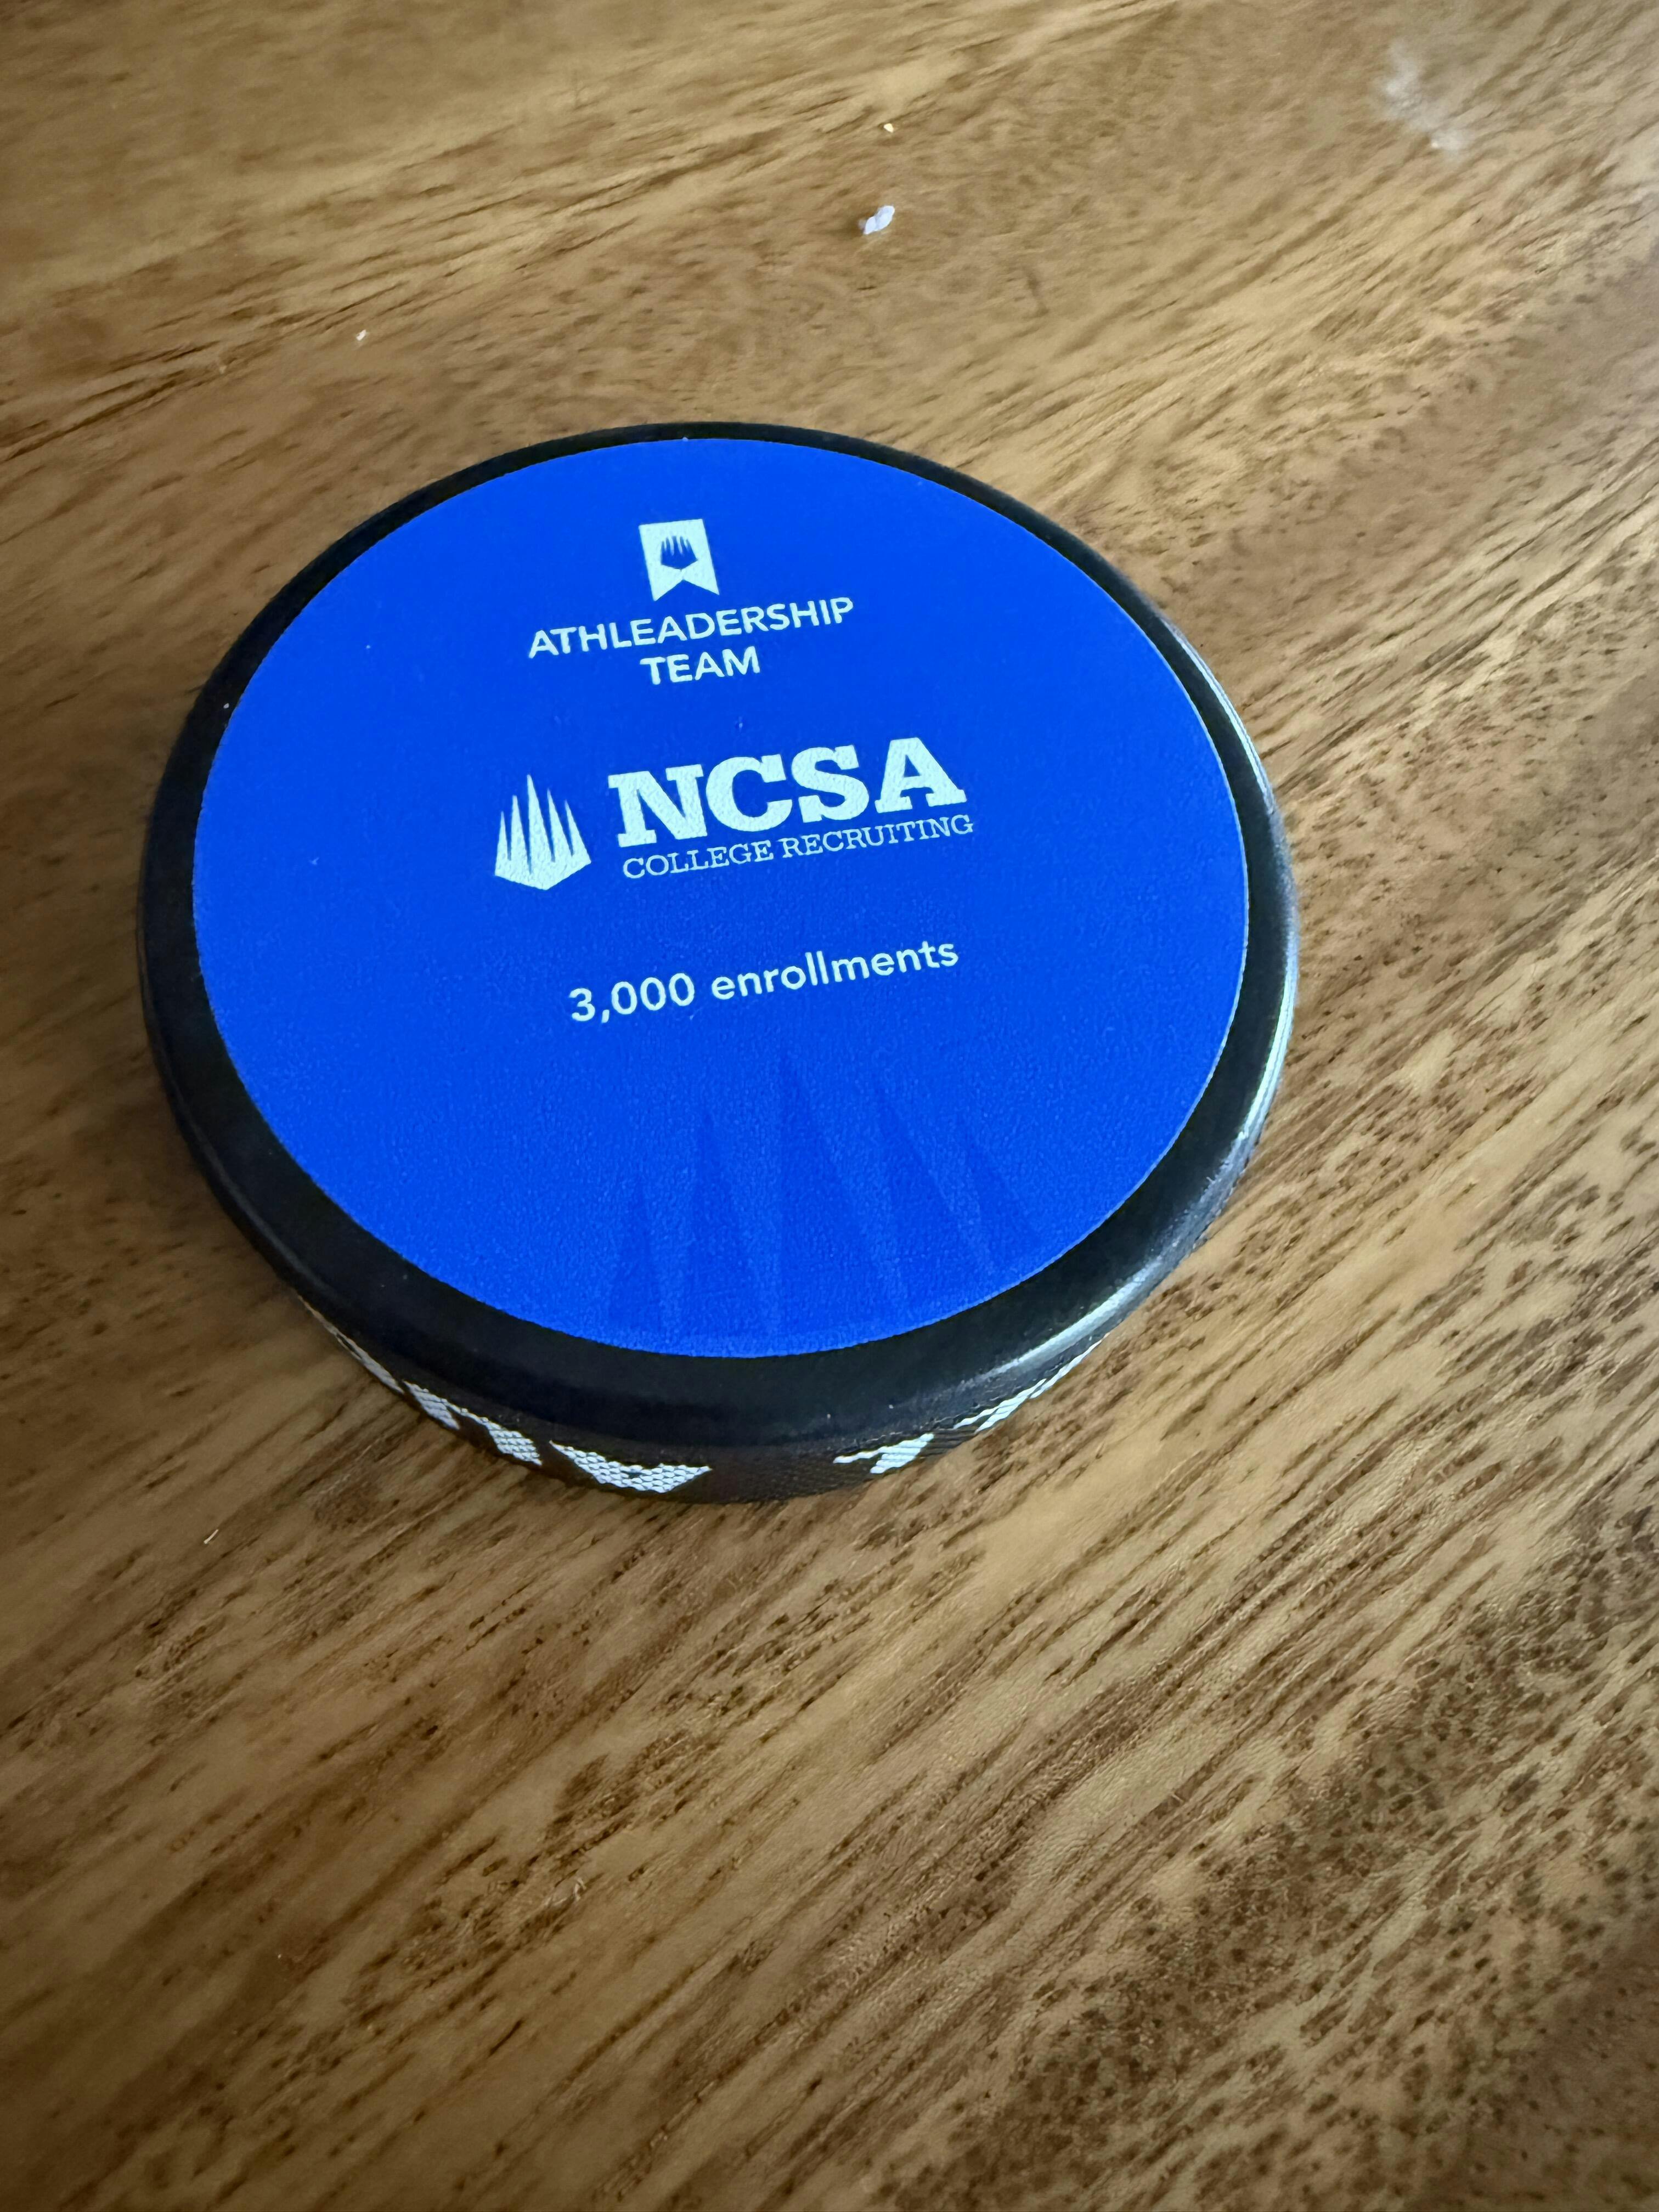 ATHLEADERSHIP
TEAM
NCSA
COLLEGE RECRUITING
3,000 enrollments